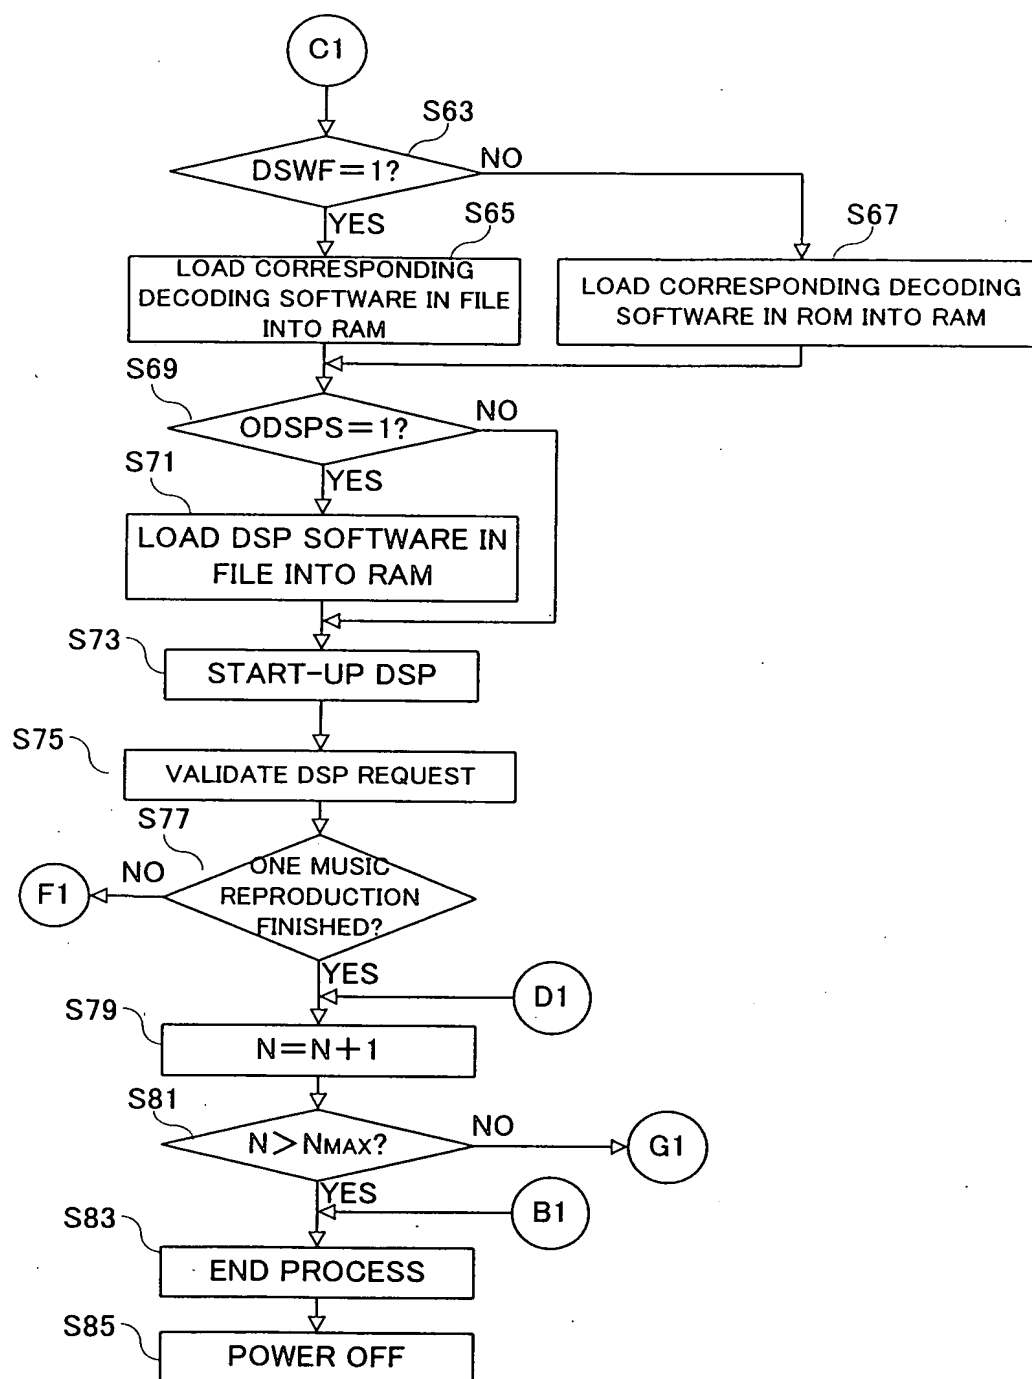 C1
S63
DSWF=1?
NO
YES
S65
S67
LOAD CORRESPONDING
DECODING SOFTWARE IN FILE
INTO RAM
LOAD CORRESPONDING DECODING
SOFTWARE IN ROM INTO RAM
S69
ODSPS=1?
NO
YES
S71
LOAD DSP SOFTWARE IN
FILE INTO RAM
S73
START-UP DSP
S75
VALIDATE DSP REQUEST
S77
ONE MUSIC
REPRODUCTION
FINISHED?
NO
F1
YES
D1
S79
N=N+1
S81
N>NMAX?
NO
G1
YES
B1
S83
END PROCESS
S85
POWER OFF